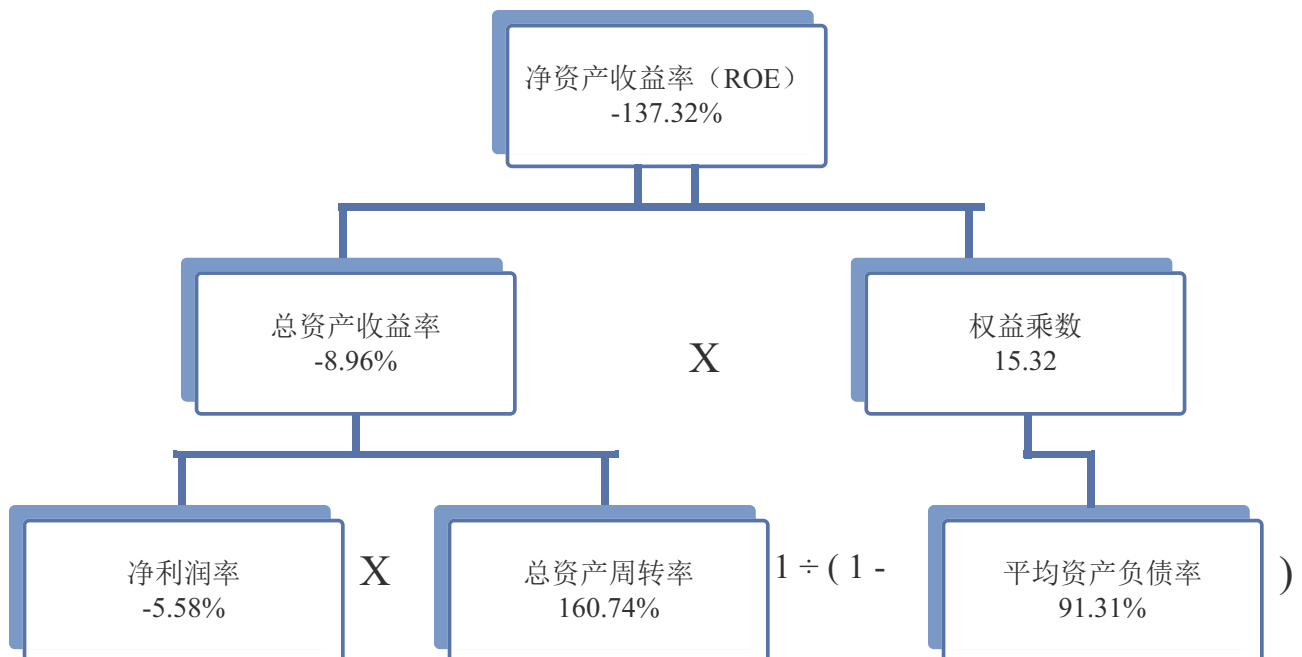 净资产收益率（ROE）
-137.32%
总资产收益率
-8.96%
X
权益乘数
15.32
净利润率
-5.58%
X
总资产周转率
160.74%
1 ÷ ( 1 -
平均资产负债率
91.31%
)